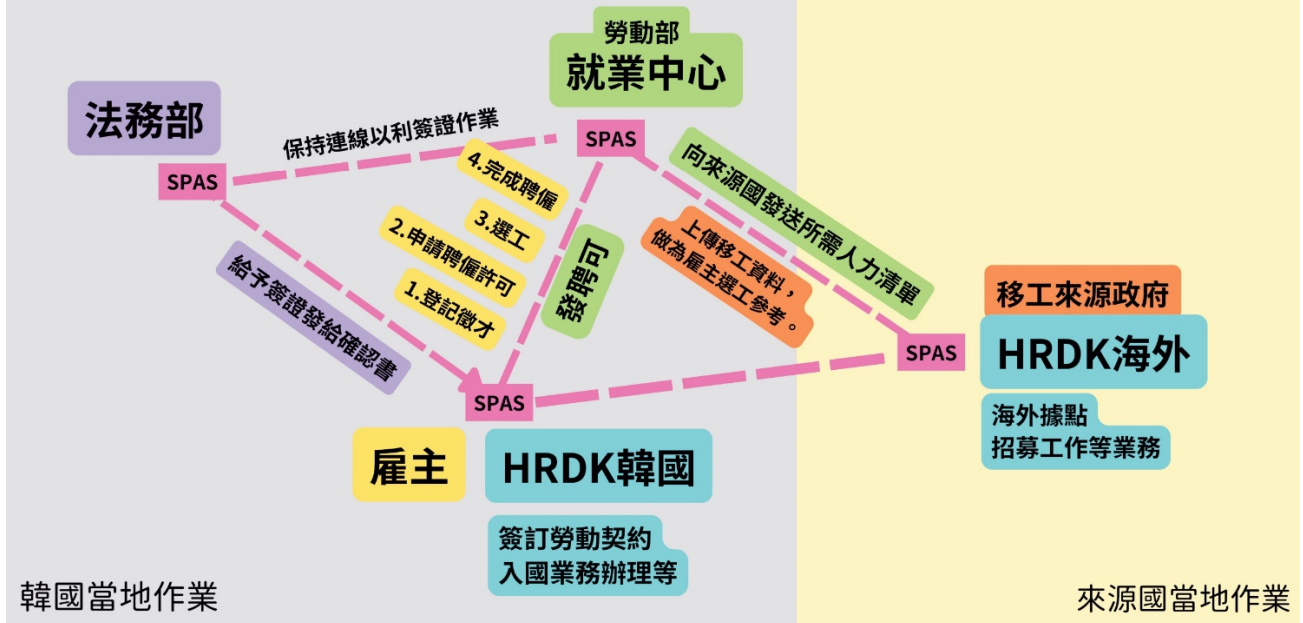 勞動部
就業中心
法務部
SPAS
保持連線以利簽證作業
SPAS
4.完成聘僱
3.選工
2.申請聘僱許可
1.登記徵才
發聘可
向來源國發送所需人力清單
上傳移工資料，
做為雇主選工參考。
給予簽證發給確認書
移工來源政府
SPAS
HRDK海外
海外據點
招募工作等業務
SPAS
雇主
HRDK韓國
簽訂勞動契約
入國業務辦理等
韓國當地作業
來源國當地作業